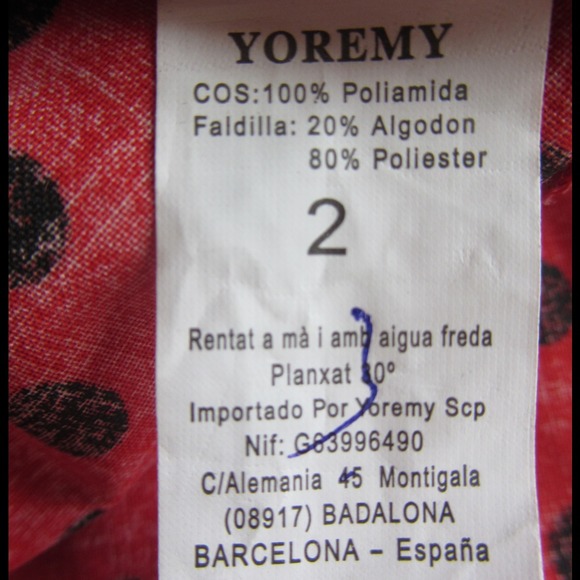 YOREMY
COS:100% Poliamida
Faldilla: 20% Algodon
80% Poliester
2
Rentat a mà i amb aigua freda
Planxat 30º
Importado Por Yoremy Scp
Nif: G63996490
C/Alemania 45 Montigala
(08917) BADALONA
BARCELONA – España